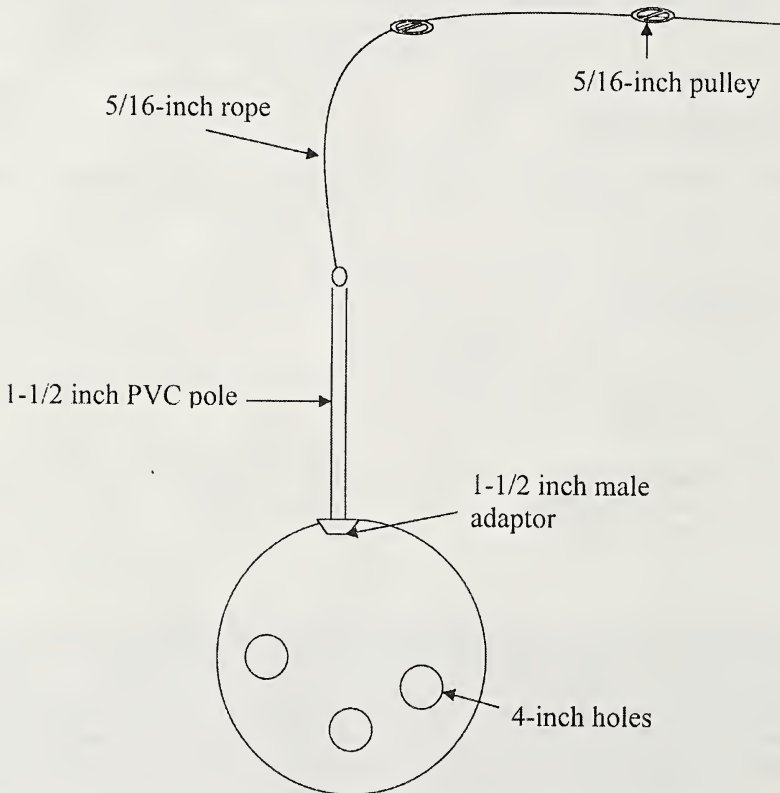 5/16-inch pulley
5/16-inch rope
1-1/2 inch PVC pole
1-1/2 inch male
adaptor
4-inch holes